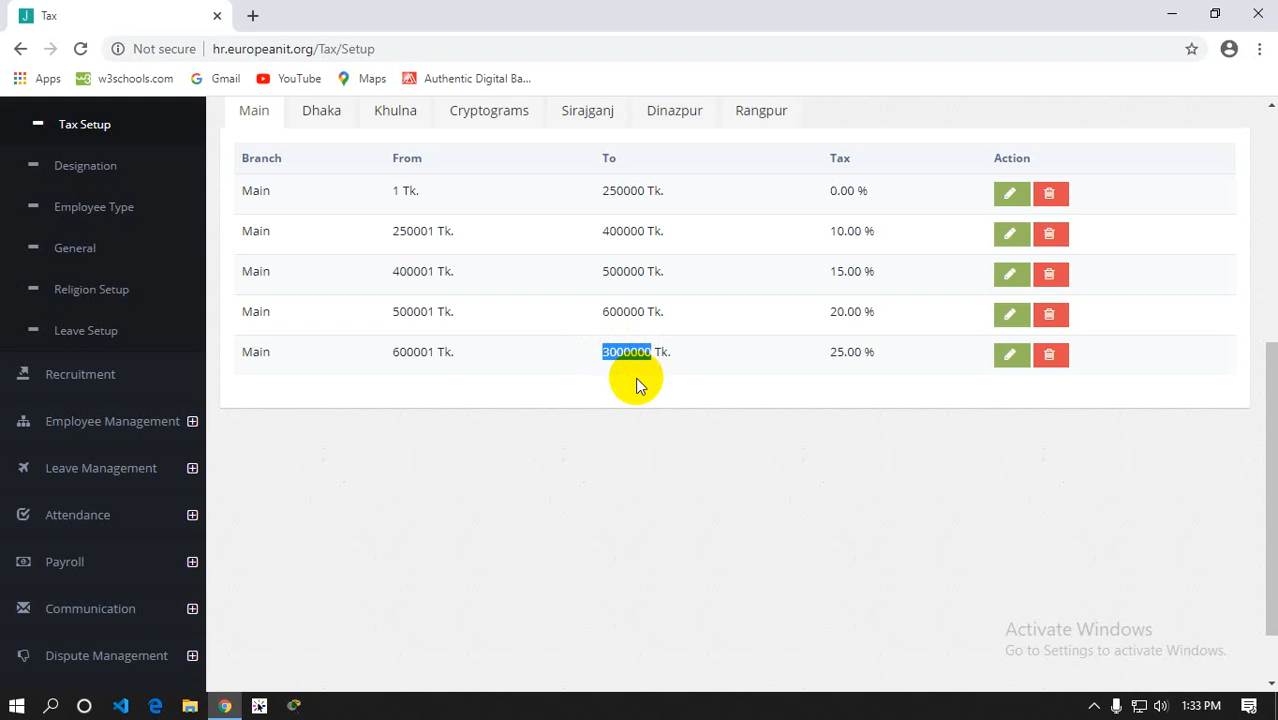 Tax
Not secure hr.europeanit.org/Tax/Setup
Apps w3schools.com Gmail YouTube Maps Authentic Digital Ba...
Tax Setup
Designation
Employee Type
General
Religion Setup
Leave Setup
Recruitment
Employee Management
Leave Management
Attendance
Payroll
Communication
Dispute Management
Main Dhaka Khulna Cryptograms Sirajganj Dinazpur Rangpur
Branch From To Tax Action
Main 1 Tk. 250000 Tk. 0.00 %
Main 250001 Tk. 400000 Tk. 10.00 %
Main 400001 Tk. 500000 Tk. 15.00 %
Main 500001 Tk. 600000 Tk. 20.00 %
Main 600001 Tk. 3000000 Tk. 25.00 %
Activate Windows
Go to Settings to activate Windows.
1:33 PM